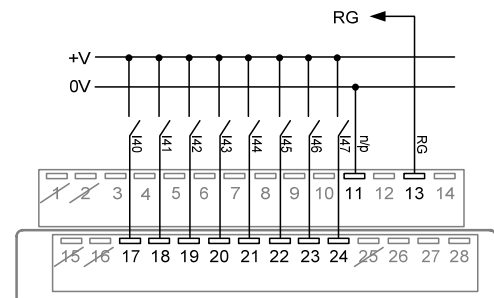 RG
+V
0V
I40 I41 I42 I43 I44 I45 I46 I47 n/p RG
1 2 3 4 5 6 7 8 9 10 11 12 13 14
15 16 17 18 19 20 21 22 23 24 25 26 27 28